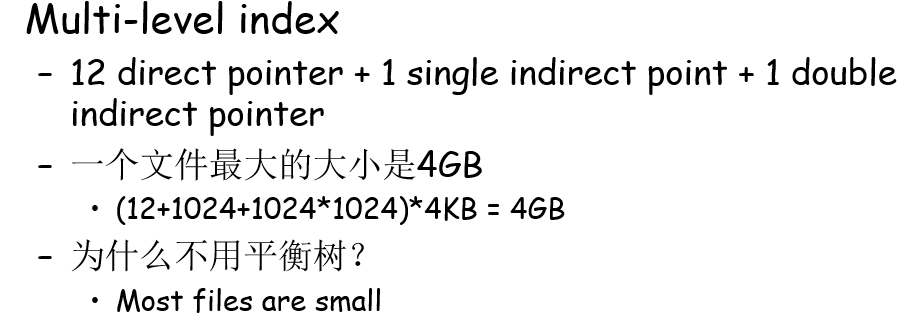 Multi-level index
– 12 direct pointer + 1 single indirect point + 1 double
indirect pointer
– 一个文件最大的大小是4GB
• (12+1024+1024*1024)*4KB = 4GB
– 为什么不用平衡树？
• Most files are small